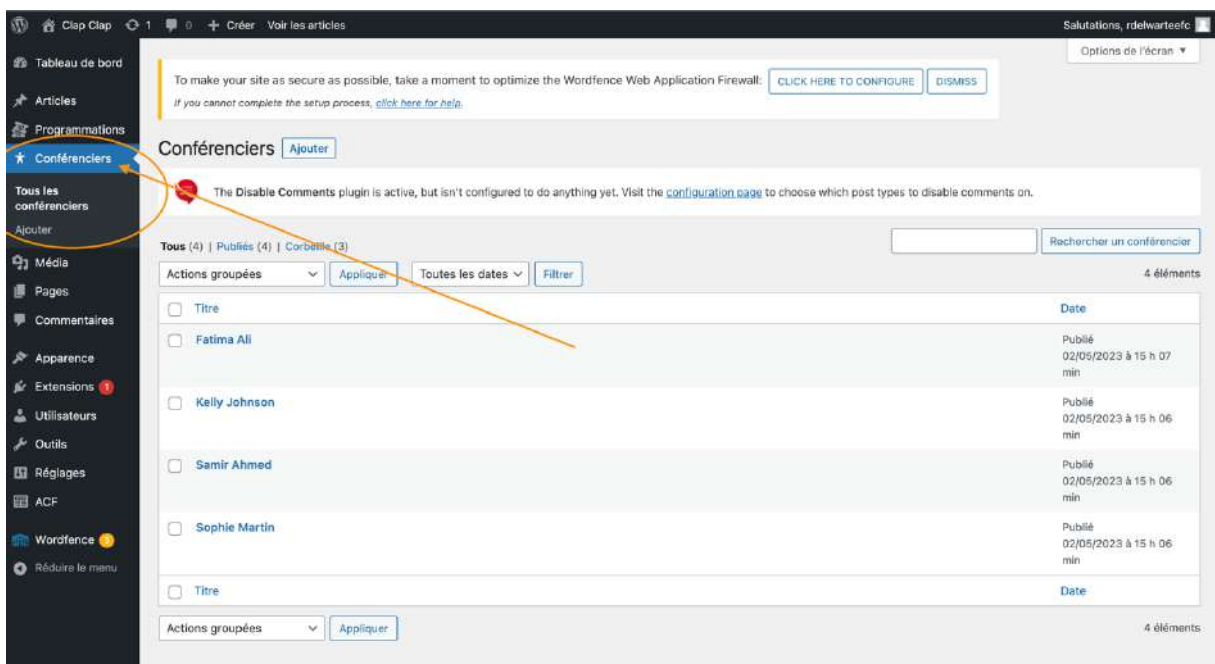 Clap Clap 1 0 + Créer Voir les articles Salutations, rdelwarteefc
Options de l'écran ▼
Tableau de bord
Articles
Programmations
Conférenciers
Tous les
conférenciers
Ajouter
Média
Pages
Commentaires
Apparence
Extensions 1
Utilisateurs
Outils
Réglages
ACF
Wordfence 3
Réduire le menu
To make your site as secure as possible, take a moment to optimize the Wordfence Web Application Firewall: CLICK HERE TO CONFIGURE DISMISS
If you cannot complete the setup process, click here for help.
Conférenciers Ajouter
The Disable Comments plugin is active, but isn't configured to do anything yet. Visit the configuration page to choose which post types to disable comments on.
Tous (4) | Publiés (4) | Corbeille (3)
Rechercher un conférencier
Actions groupées Appliquer Toutes les dates Filtrer 4 éléments
Titre Date
Fatima Ali Publié
02/05/2023 à 15 h 07
min
Kelly Johnson Publié
02/05/2023 à 15 h 06
min
Samir Ahmed Publié
02/05/2023 à 15 h 06
min
Sophie Martin Publié
02/05/2023 à 15 h 06
min
Titre Date
Actions groupées Appliquer 4 éléments